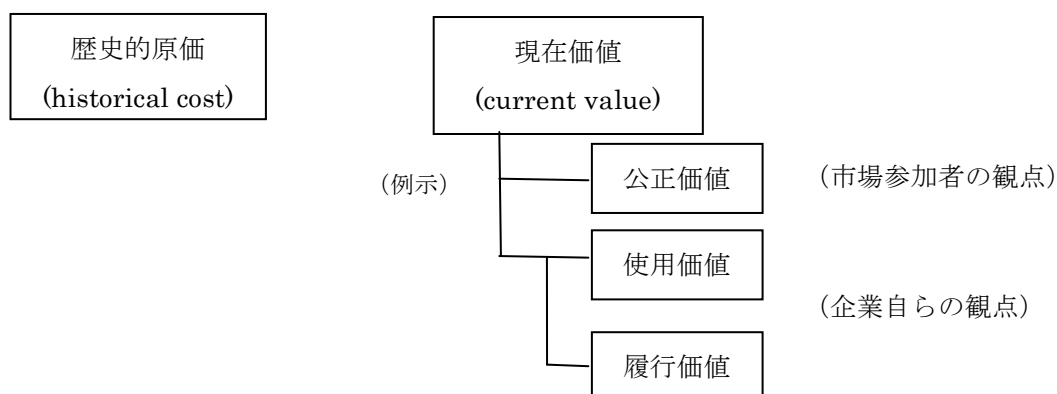 歴史的原価
(historical cost)
現在価値
(current value)
（例示）
公正価値
（市場参加者の観点）
使用価値
（企業自らの観点）
履行価値